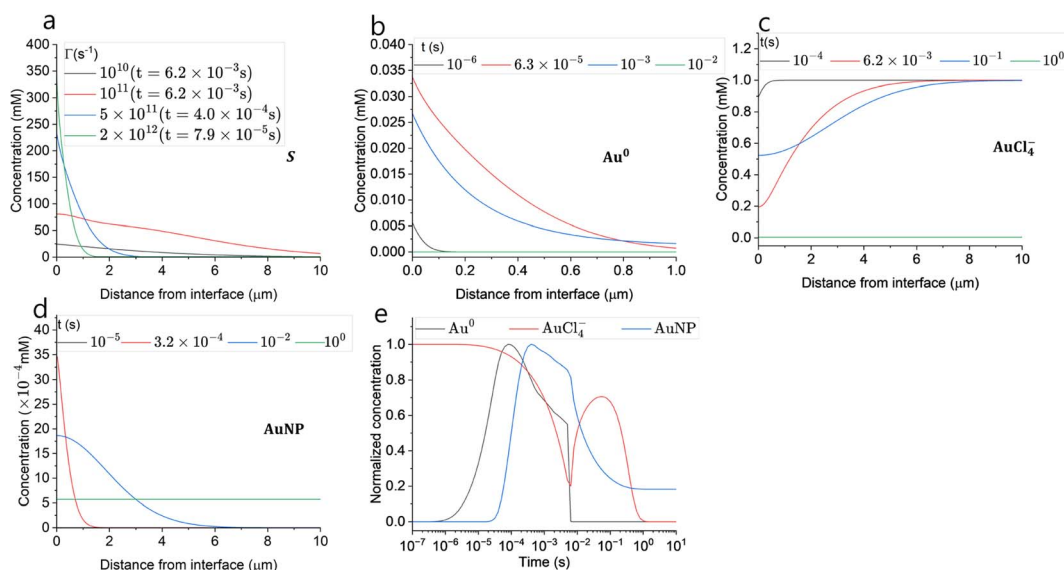 a
Γ(s⁻¹)
10¹⁰(t = 6.2 × 10⁻³s)
10¹¹(t = 6.2 × 10⁻³s)
5 × 10¹¹(t = 4.0 × 10⁻⁴s)
2 × 10¹²(t = 7.9 × 10⁻⁵s)
S
400
350
300
250
200
150
100
50
0
Concentration (mM)
0 2 4 6 8 10
Distance from interface (μm)
b
t (s)
10⁻⁶ 6.3 × 10⁻⁵ 10⁻³ 10⁻²
Au⁰
0.040
0.035
0.030
0.025
0.020
0.015
0.010
0.005
0.000
Concentration (mM)
0.0 0.2 0.4 0.6 0.8 1.0
Distance from interface (μm)
c
t(s)
10⁻⁴ 6.2 × 10⁻³ 10⁻¹ 10⁰
AuCl₄⁻
1.2
1.0
0.8
0.6
0.4
0.2
0.0
Concentration (mM)
0 2 4 6 8 10
Distance from interface (μm)
d
t (s)
10⁻⁵ 3.2 × 10⁻⁴ 10⁻² 10⁰
AuNP
40
35
30
25
20
15
10
5
0
Concentration (×10⁻⁴mM)
0 2 4 6 8 10
Distance from interface (μm)
e
Au⁰ AuCl₄⁻ AuNP
1.0
0.8
0.6
0.4
0.2
0.0
Normalized concentration
10⁻⁷ 10⁻⁶ 10⁻⁵ 10⁻⁴ 10⁻³ 10⁻² 10⁻¹ 10⁰ 10¹
Time (s)